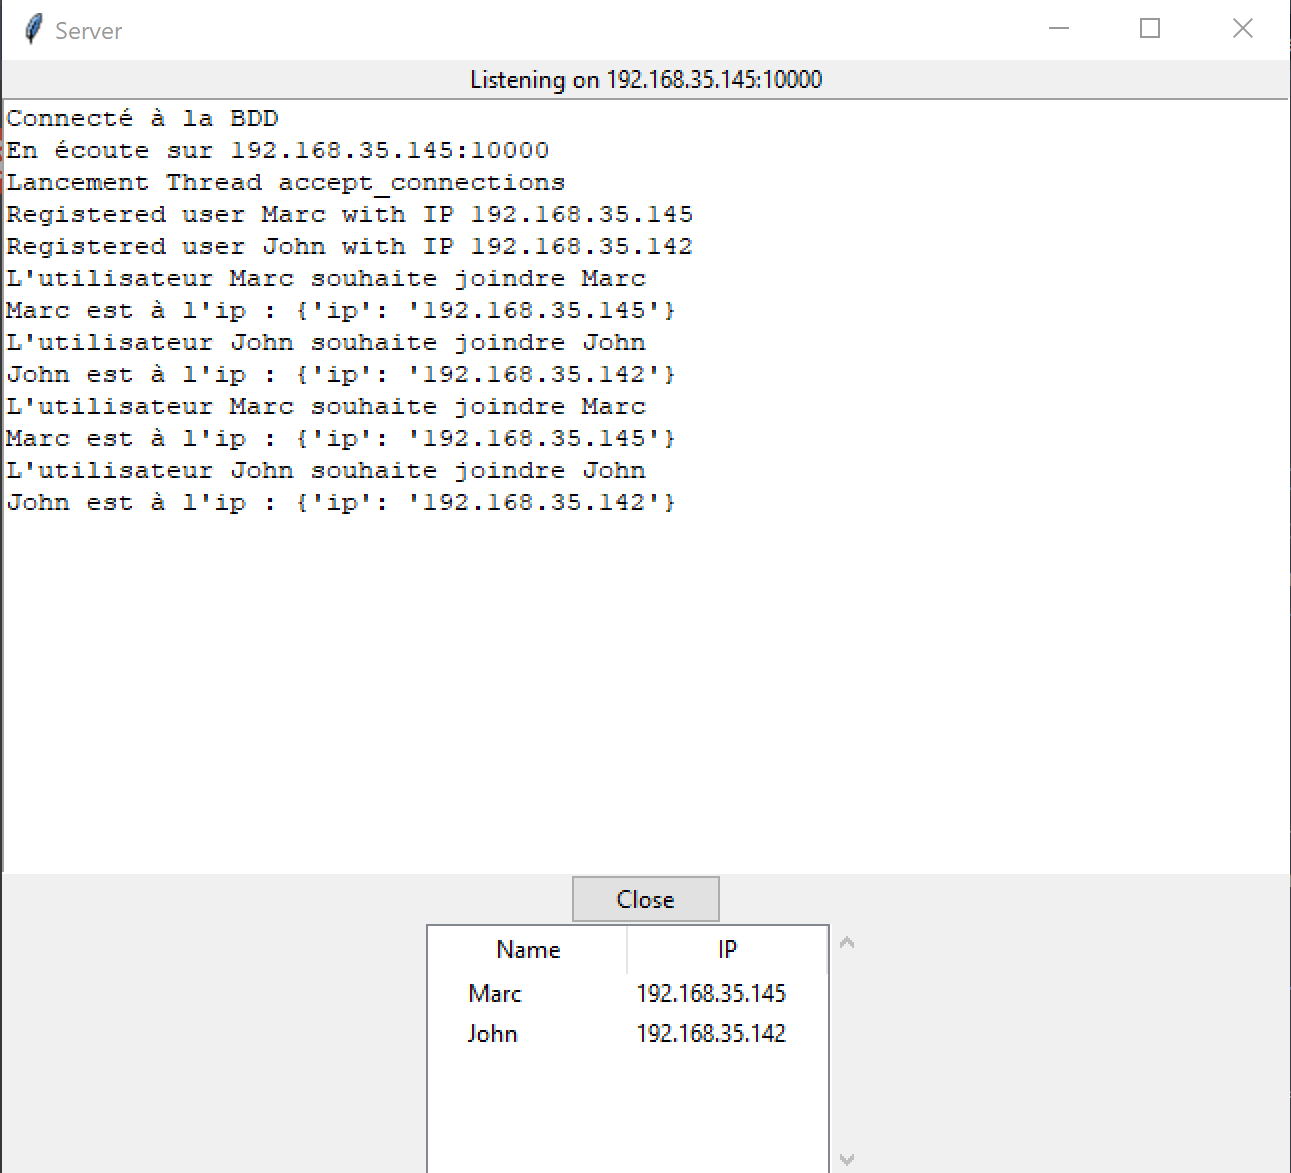 Server
Listening on 192.168.35.145:10000
Connecté à la BDD
En écoute sur 192.168.35.145:10000
Lancement Thread accept_connections
Registered user Marc with IP 192.168.35.145
Registered user John with IP 192.168.35.142
L'utilisateur Marc souhaite joindre Marc
Marc est à l'ip : {'ip': '192.168.35.145'}
L'utilisateur John souhaite joindre John
John est à l'ip : {'ip': '192.168.35.142'}
L'utilisateur Marc souhaite joindre Marc
Marc est à l'ip : {'ip': '192.168.35.145'}
L'utilisateur John souhaite joindre John
John est à l'ip : {'ip': '192.168.35.142'}
Close
Name IP
Marc 192.168.35.145
John 192.168.35.142